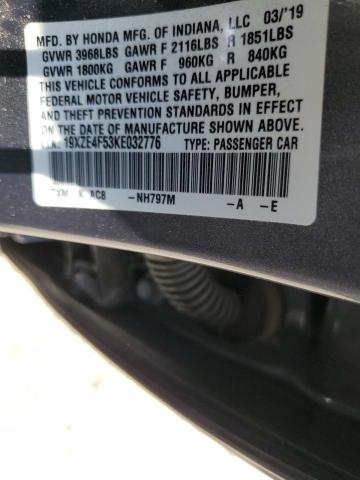 MFD. BY HONDA MFG. OF INDIANA, LLC 03/'19
GVWR 3968LBS GAWR F 2116LBS R 1851LBS
GVWR 1800KG GAWR F 960KG R 840KG
THIS VEHICLE CONFORMS TO ALL APPLICABLE
FEDERAL MOTOR VEHICLE SAFETY, BUMPER,
AND THEFT PREVENTION STANDARDS IN EFFECT
ON THE DATE OF MANUFACTURE SHOWN ABOVE.
19XZE4F53KE032776 TYPE: PASSENGER CAR
AC8 -NH797M -A -E